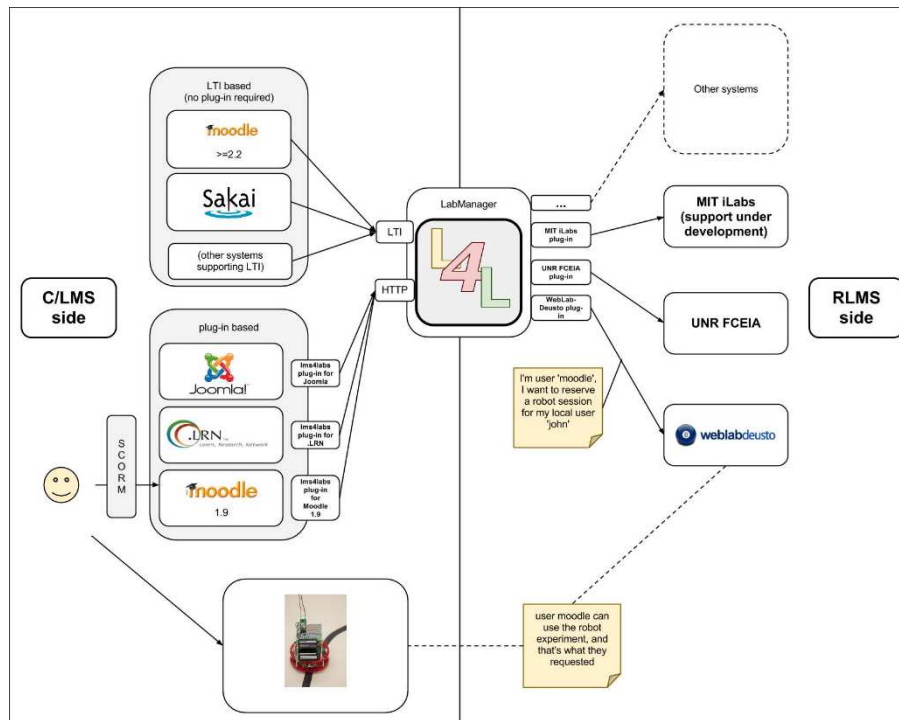 LTI based
(no plug-in required)
moodle
>=2.2
Sakai
(other systems
supporting LTI)
C/LMS
side
plug-in based
Joomla!
lms4labs
plug-in for
Joomla
.LRN
Learn, Research, Network
lms4labs
plug-in for
.LRN
SCORM
moodle
1.9
lms4labs
plug-in
for
Moodle
1.9
LTI
HTTP
LabManager
L4L
...
MIT iLabs
plug-in
UNR FCEIA
plug-in
WebLab-
Deusto plug-
in
Other systems
MIT iLabs
(support under
development)
UNR FCEIA
RLMS
side
I'm user 'moodle',
I want to reserve
a robot session
for my local user
'john'
weblabdeusto
user moodle can
use the robot
experiment, and
that's what they
requested